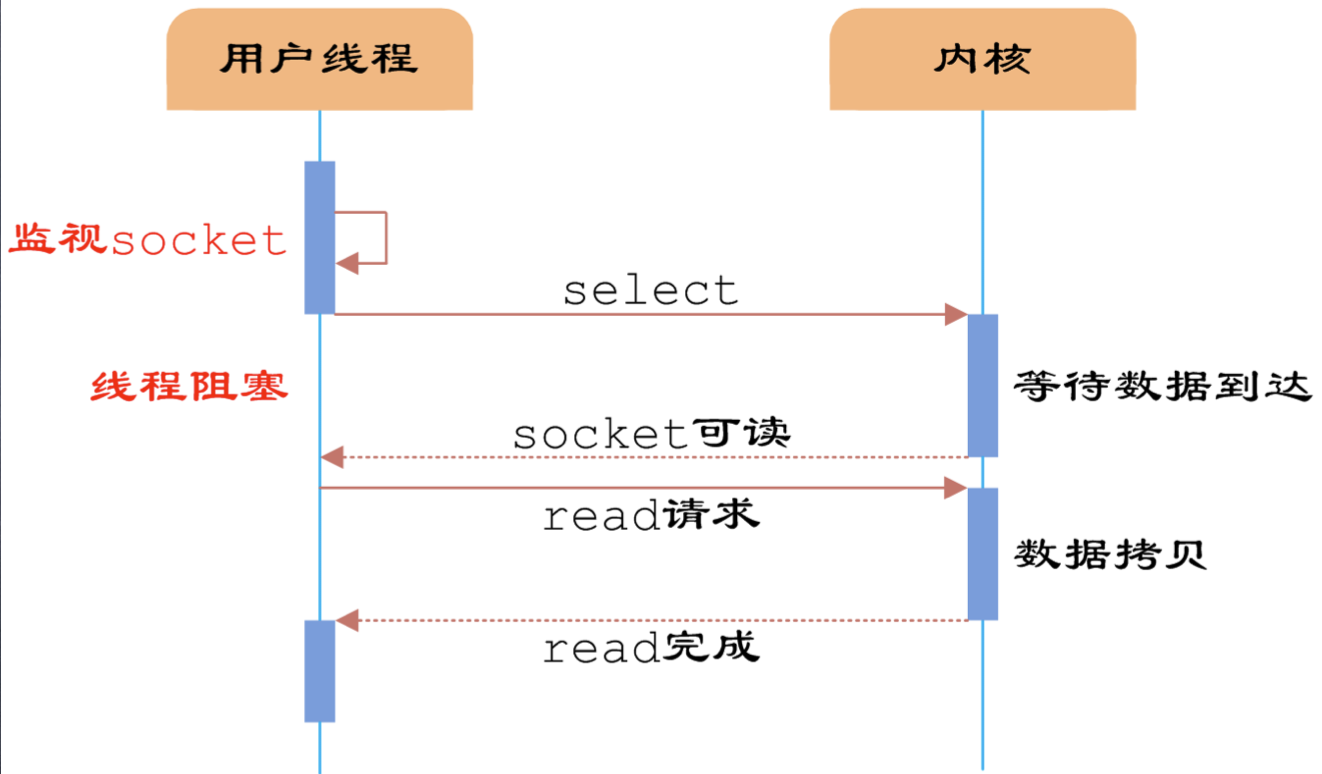 用户线程
内核
监视socket
select
线程阻塞
等待数据到达
socket可读
read请求
数据拷贝
read完成